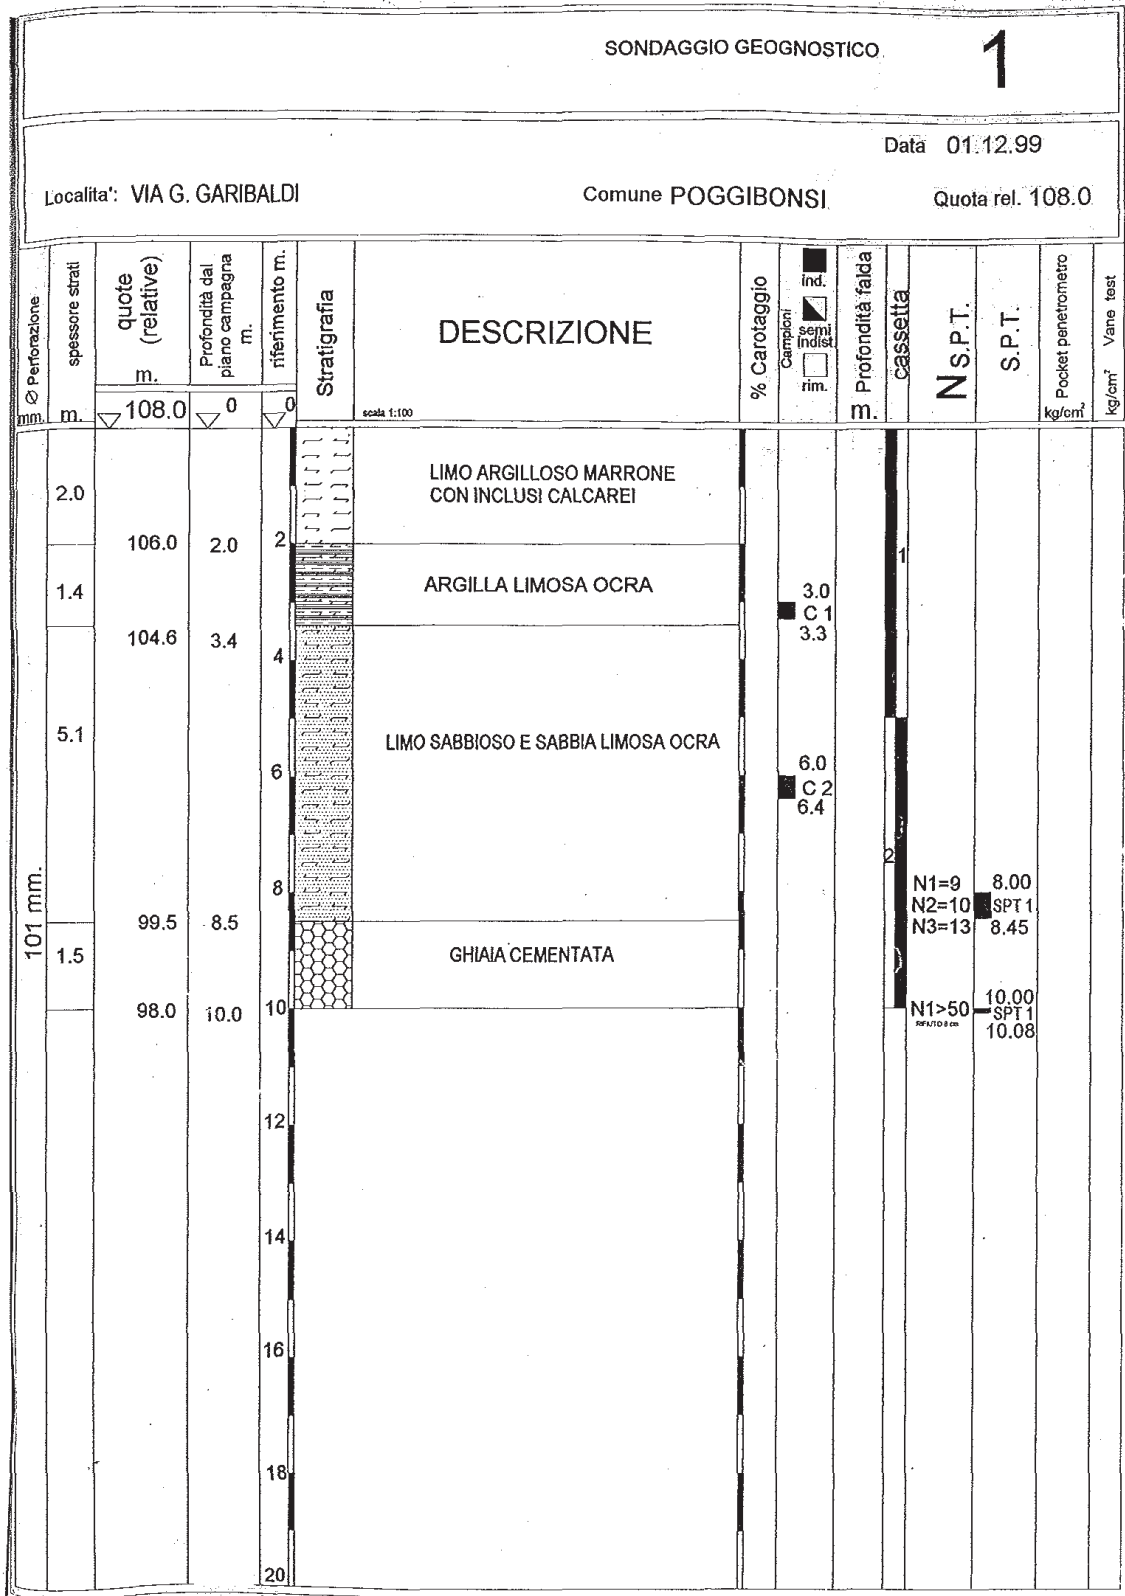 SONDAGGIO GEOGNOSTICO 1
Data 01.12.99
Localita': VIA G. GARIBALDI Comune POGGIBONSI Quota rel. 108.0
Ø Perforazione mm.
spessore strati m.
quote (relative) m. 108.0
Profondità dal piano campagna m. 0
riferimento m. 0
Stratigrafia
DESCRIZIONE
scala 1:100
% Carotaggio
Campioni
ind.
semi indist
rim.
m. Profondità falda
cassetta
N S.P.T.
S.P.T.
Pocket penetrometro kg/cm²
kg/cm² Vane test
101 mm.
2.0
LIMO ARGILLOSO MARRONE
CON INCLUSI CALCAREI
106.0 2.0 2
1
1.4
ARGILLA LIMOSA OCRA
3.0
C 1
3.3
104.6 3.4
4
5.1
LIMO SABBIOSO E SABBIA LIMOSA OCRA
6
6.0
C 2
6.4
2
8
N1=9 8.00
N2=10 SPT 1
N3=13 8.45
99.5 8.5
1.5
GHIAIA CEMENTATA
98.0 10.0 10
10.00
N1>50 SPT 1
RIFIUTO 8 cm
10.08
12
14
16
18
20